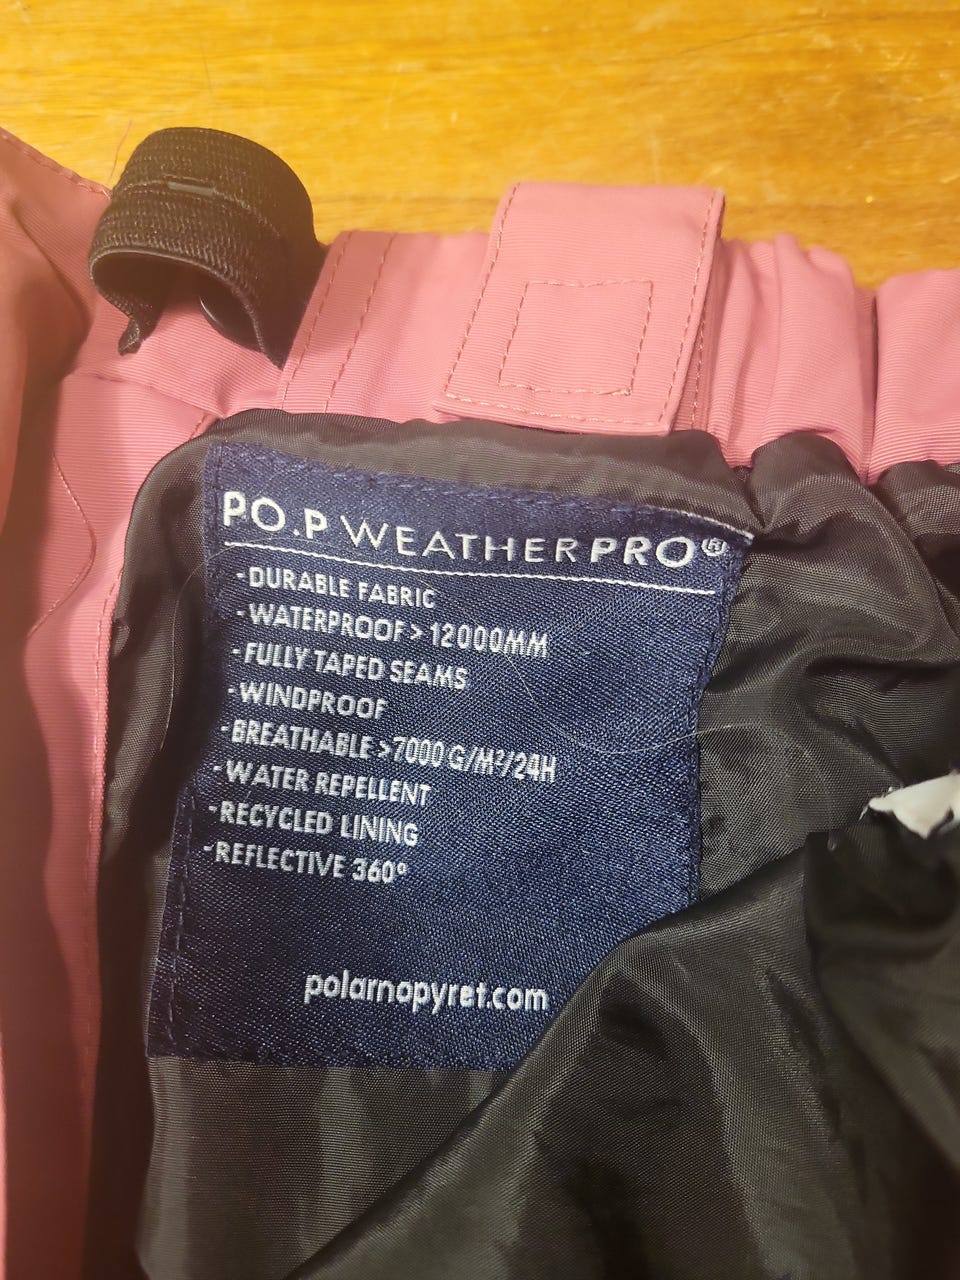 PO.P WEATHERPRO®
-DURABLE FABRIC
-WATERPROOF > 12000MM
-FULLY TAPED SEAMS
-WINDPROOF
-BREATHABLE >7000 G/M²/24H
-WATER REPELLENT
-RECYCLED LINING
-REFLECTIVE 360°
polarnopyret.com